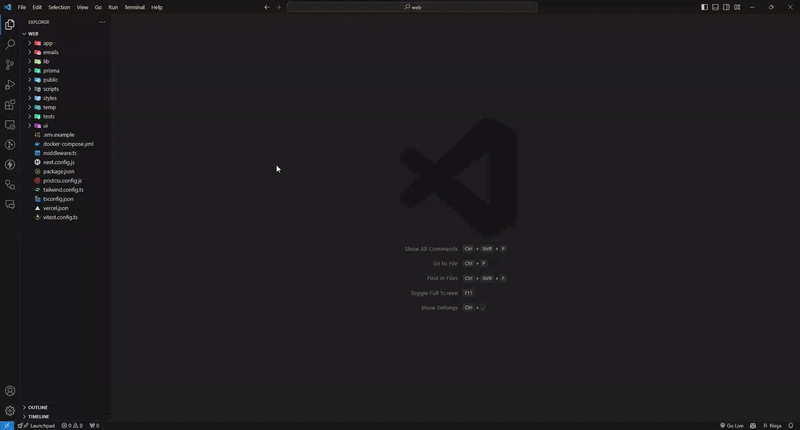 File Edit Selection View Go Run Terminal Help
web
EXPLORER
WEB
app
emails
lib
prisma
public
scripts
styles
temp
tests
ui
.env.example
docker-compose.yml
middleware.ts
next.config.js
package.json
postcss.config.js
tailwind.config.ts
tsconfig.json
vercel.json
vitest.config.ts
Show All Commands Ctrl + Shift + P
Go to File Ctrl + P
Find in Files Ctrl + Shift + F
Toggle Full Screen F11
Show Settings Ctrl + ,
OUTLINE
TIMELINE
Launchpad 0 0 0 Go Live Ninja